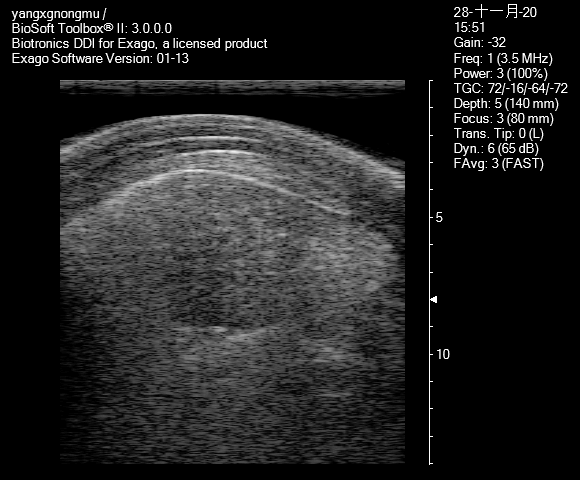 yangxgnongmu /
BioSoft Toolbox® II: 3.0.0.0
Biotronics DDI for Exago, a licensed product
Exago Software Version: 01-13
28-十一月-20
15:51
Gain: -32
Freq: 1 (3.5 MHz)
Power: 3 (100%)
TGC: 72/-16/-64/-72
Depth: 5 (140 mm)
Focus: 3 (80 mm)
Trans. Tip: 0 (L)
Dyn.: 6 (65 dB)
FAvg: 3 (FAST)
5
10